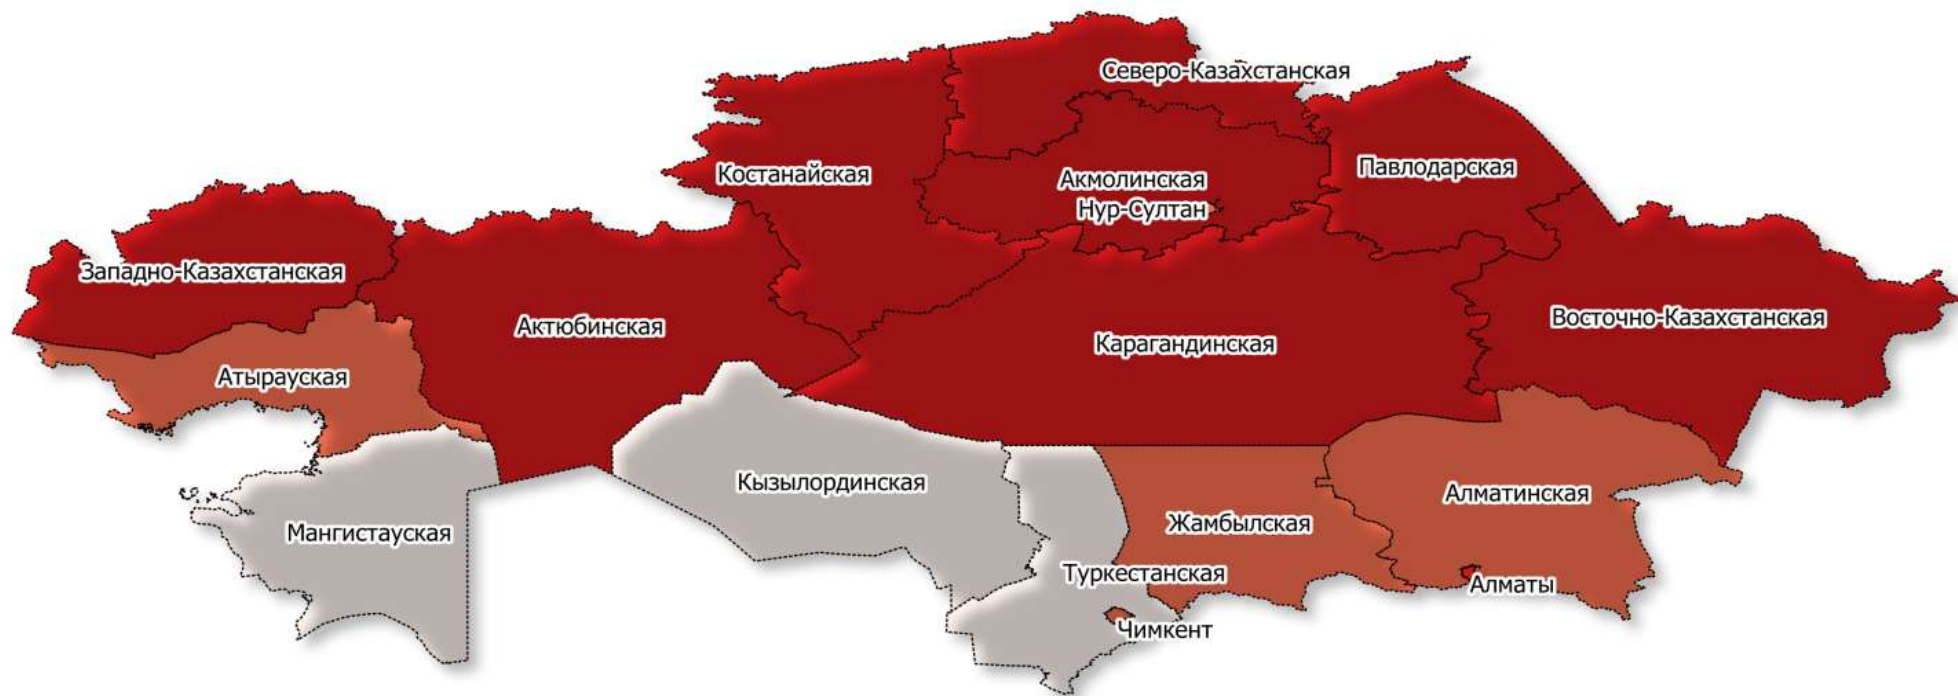 Северо-Казахстанская
Костанайская
Акмолинская
Павлодарская
Нур-Султан
Западно-Казахстанская
Актюбинская
Восточно-Казахстанская
Карагандинская
Атырауская
Кызылординская
Алматинская
Мангистауская
Жамбылская
Туркестанская
Алматы
Чимкент